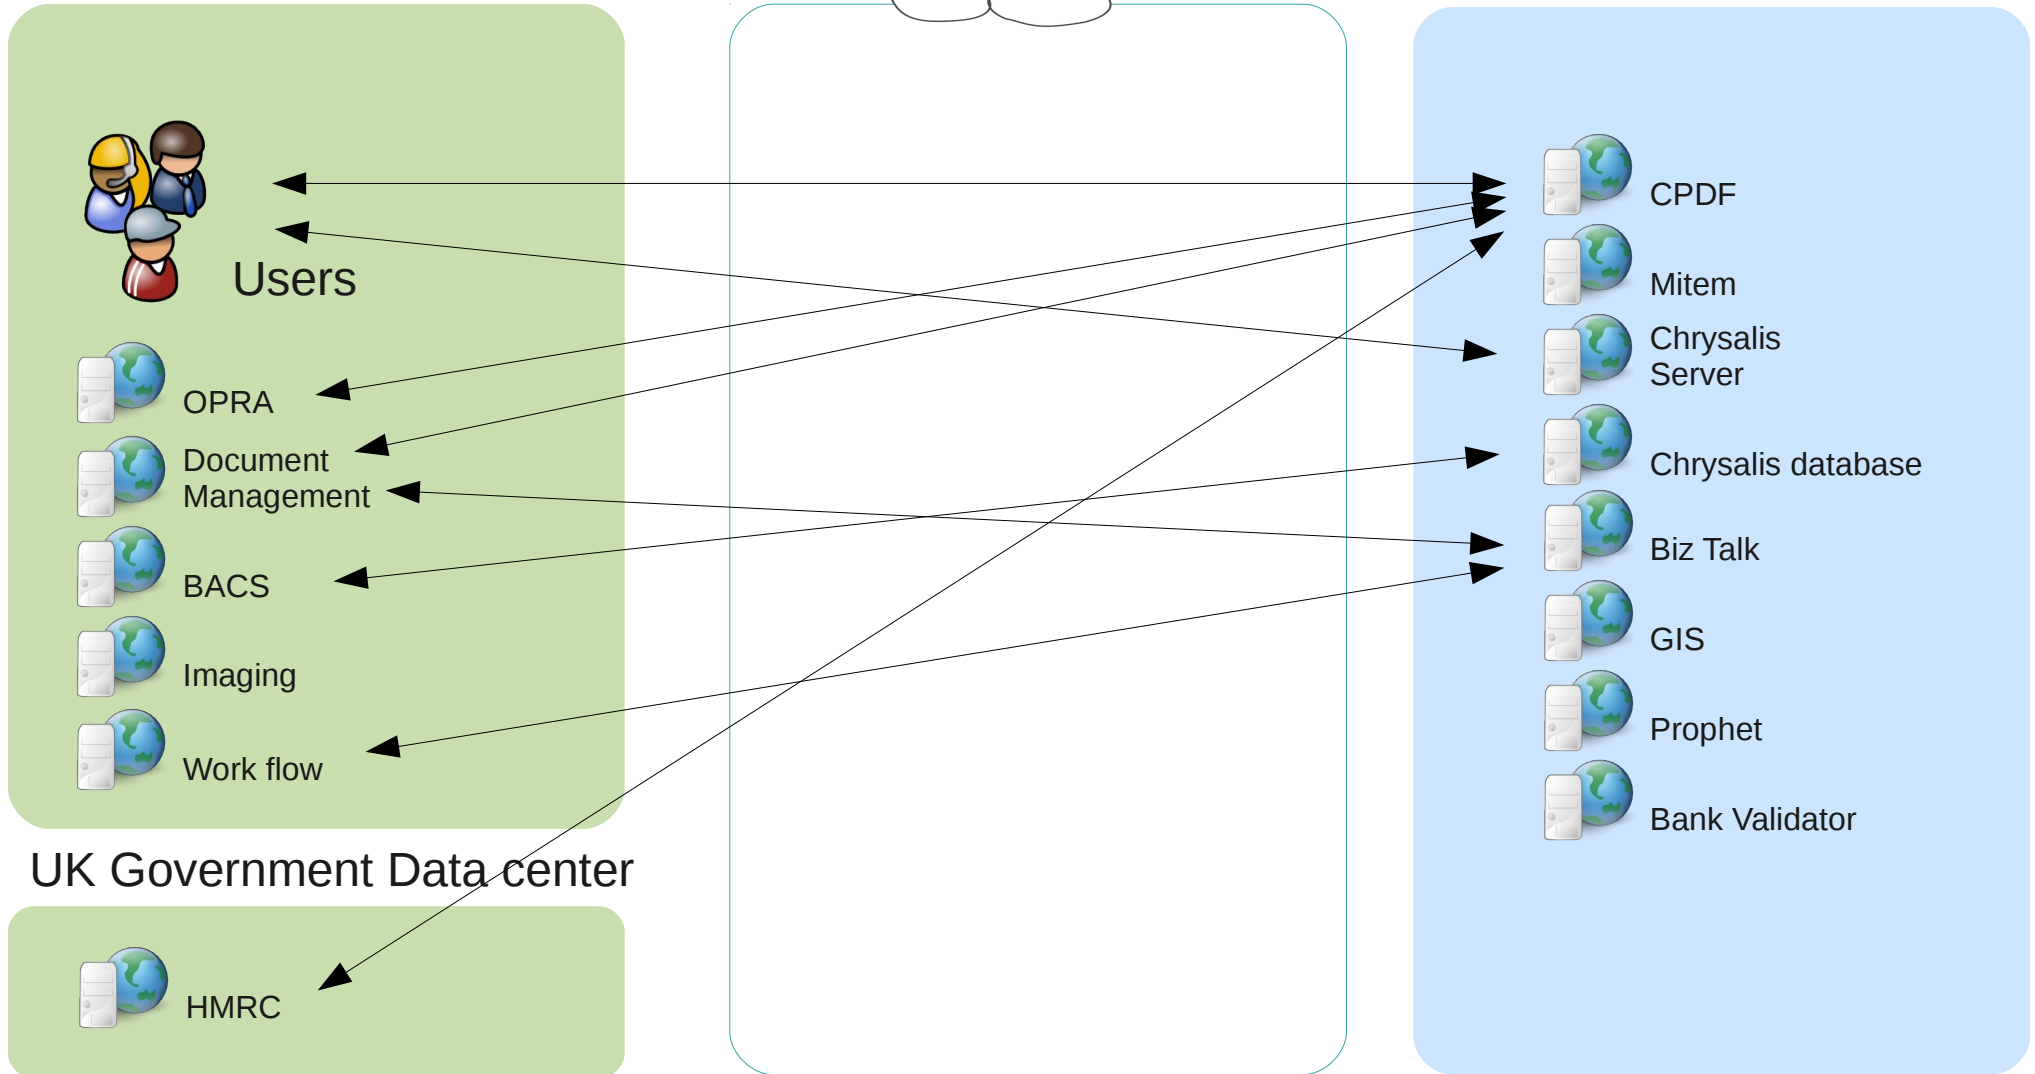 Users
OPRA
Document
Management
BACS
Imaging
Work flow
UK Government Data center
HMRC
CPDF
Mitem
Chrysalis
Server
Chrysalis database
Biz Talk
GIS
Prophet
Bank Validator